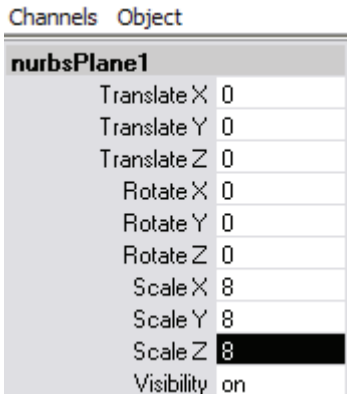 Channels Object
nurbsPlane1
Translate X 0
Translate Y 0
Translate Z 0
Rotate X 0
Rotate Y 0
Rotate Z 0
Scale X 8
Scale Y 8
Scale Z 8
Visibility on